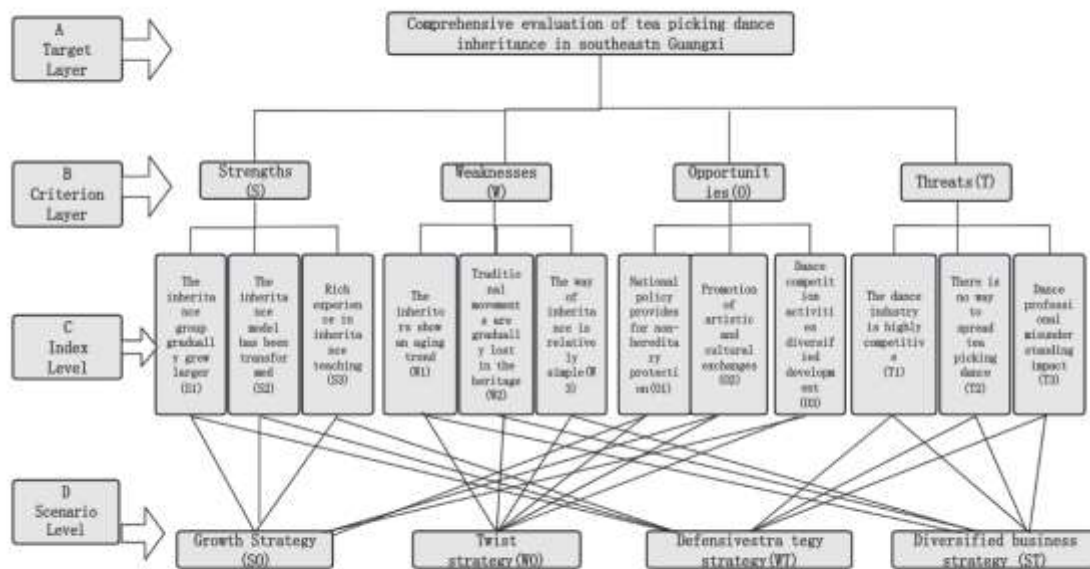 A
Target
Layer
Comprehensive evaluation of tea picking dance
inheritance in southeastn Guangxi
B
Criterion
Layer
Strengths
(S)
Weaknesses
(W)
Opportunit
ies(O)
Threats(T)
C
Index
Level
The
inherita
nce group
graduall
y grew
larger
(S1)
The
inherita
nce model
has been
transfor
med (S2)
Rich
experien
ce in
inherita
nce
teaching
(S3)
The
inherito
rs show
an aging
trend(W1)
Traditio
nal
movement
s are
graduall
y lost in
the
heritage
(W2)
The way
of
inherita
nce is
relative
ly
simple(W
3)
National
policy
provides
for non-
heredita
ry
protecti
on(O1)
Promotion
of
artistic
and
cultural
exchanges
(O2)
Dance
competit
ion
activiti
es
diversif
ied
developm
ent
(O3)
The dance
industry
is highly
competiti
ve
(T1)
There is
no way
to
spread
tea
picking
dance
(T2)
Dance
professi
onal
misunder
standing
impact
(T3)
D
Scenario
Level
Growth Strategy
(SO)
Twist
strategy(WO)
Defensivestra tegy
strategy(WT)
Diversified business
strategy (ST)